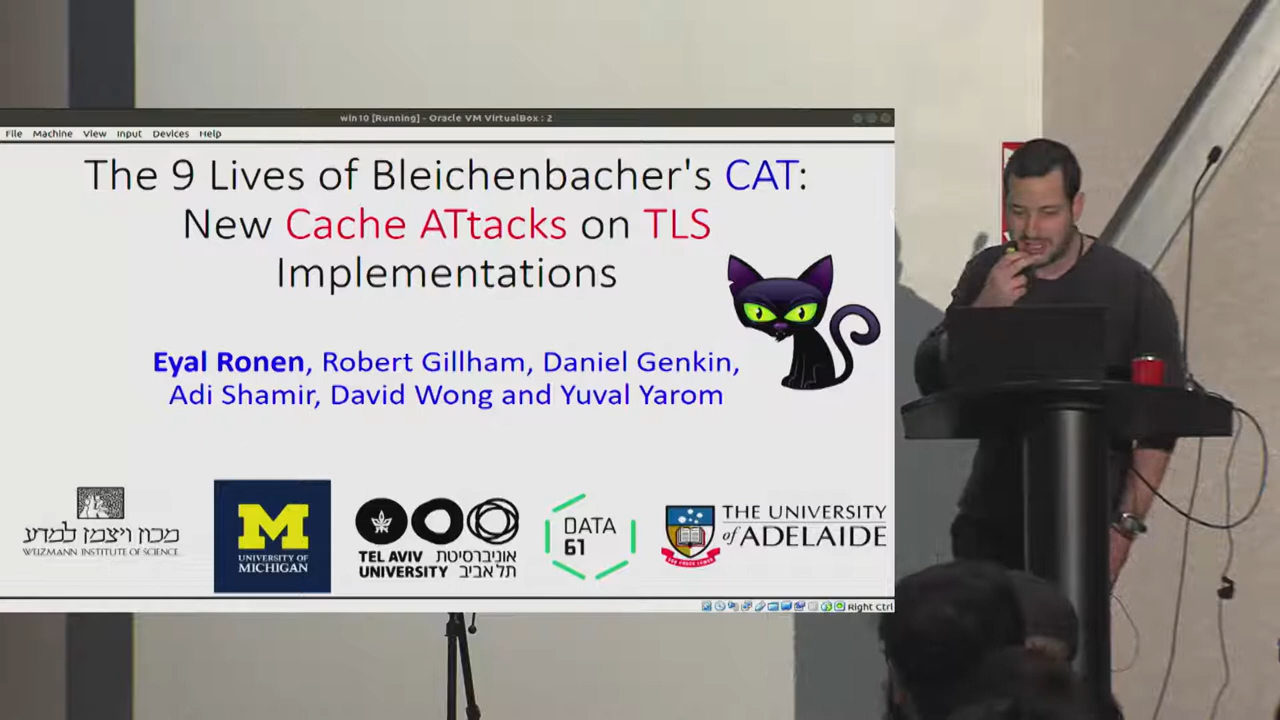 win10 [Running] - Oracle VM VirtualBox : 2
File Machine View Input Devices Help
The 9 Lives of Bleichenbacher's CAT:
New Cache ATtacks on TLS
Implementations
Eyal Ronen, Robert Gillham, Daniel Genkin,
Adi Shamir, David Wong and Yuval Yarom
מכון ויצמן למדע
WEIZMANN INSTITUTE OF SCIENCE
M
UNIVERSITY OF
MICHIGAN
TEL AVIV אוניברסיטת
UNIVERSITY תל אביב
DATA
61
THE UNIVERSITY
of ADELAIDE
Right Ctrl